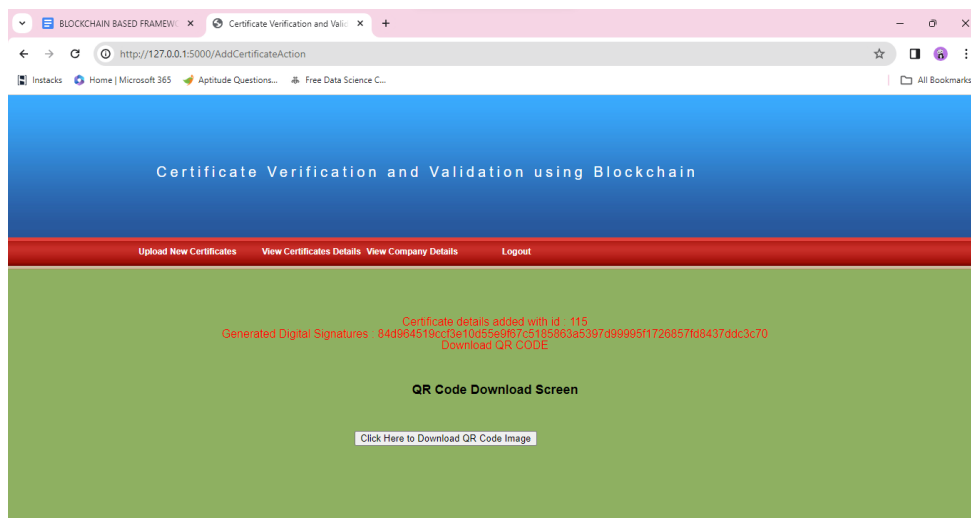 BLOCKCHAIN BASED FRAMEWO
Certificate Verification and Valid
http://127.0.0.1:5000/AddCertificateAction
Instacks Home | Microsoft 365 Aptitude Questions... Free Data Science C... All Bookmarks
Certificate Verification and Validation using Blockchain
Upload New Certificates View Certificates Details View Company Details Logout
Certificate details added with id : 115
Generated Digital Signatures : 84d964519ccf3e10d55e9f67c5185863a5397d99995f1726857fd8437ddc3c70
Download QR CODE
QR Code Download Screen
Click Here to Download QR Code Image